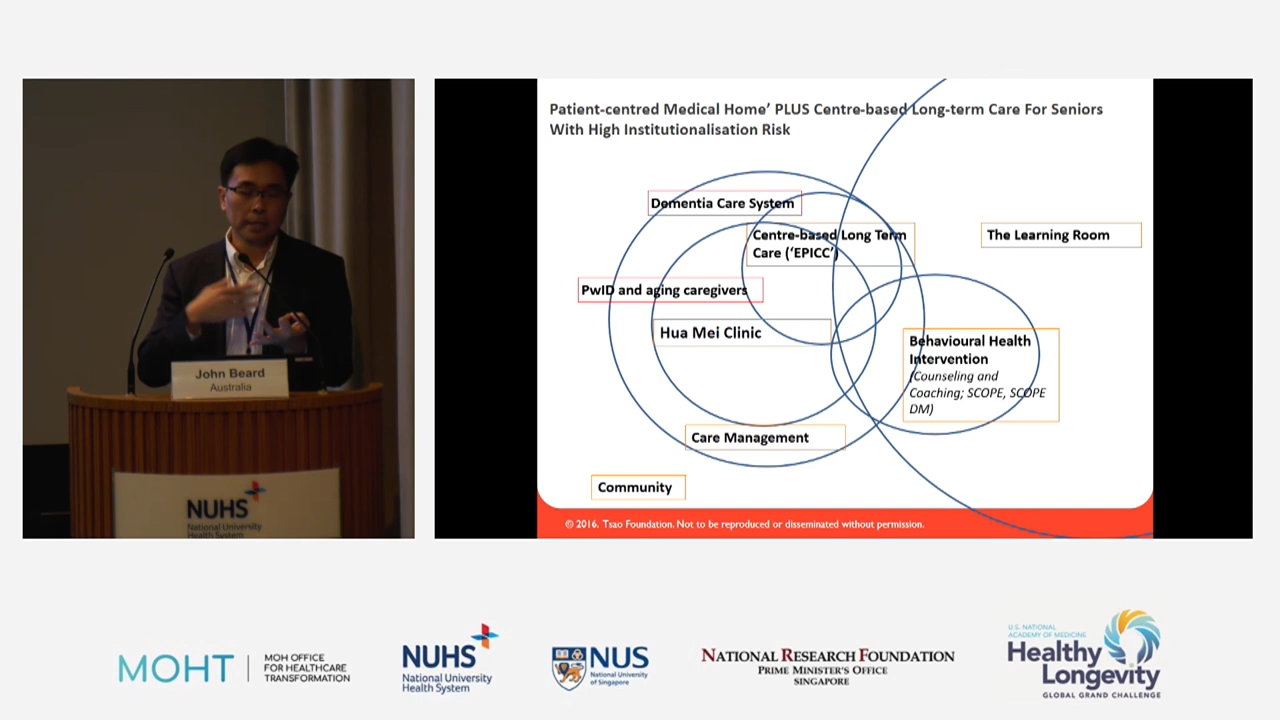 John Beard
Australia
NUHS
National University
Health System
Patient-centred Medical Home’ PLUS Centre-based Long-term Care For Seniors
With High Institutionalisation Risk
Dementia Care System
Centre-based Long Term
Care (‘EPICC’)
The Learning Room
PwID and aging caregivers
Hua Mei Clinic
Behavioural Health
Intervention
(Counseling and
Coaching; SCOPE, SCOPE
DM)
Care Management
Community
© 2016. Tsao Foundation. Not to be reproduced or disseminated without permission.
MOHT
MOH OFFICE
FOR HEALTHCARE
TRANSFORMATION
NUHS
National University
Health System
NUS
National University
of Singapore
NATIONAL RESEARCH FOUNDATION
PRIME MINISTER'S OFFICE
SINGAPORE
U.S. NATIONAL
ACADEMY OF MEDICINE
Healthy
Longevity
GLOBAL GRAND CHALLENGE